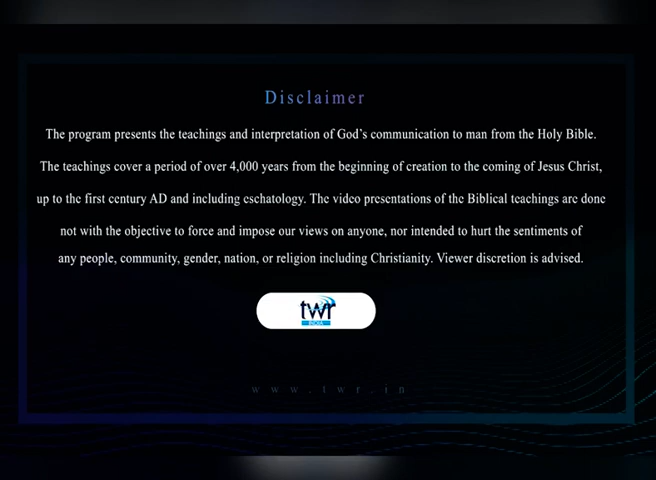 Disclaimer
The program presents the teachings and interpretation of God's communication to man from the Holy Bible.
The teachings cover a period of over 4,000 years from the beginning of creation to the coming of Jesus Christ,
up to the first century AD and including eschatology. The video presentations of the Biblical teachings are done
not with the objective to force and impose our views on anyone, nor intended to hurt the sentiments of
any people, community, gender, nation, or religion including Christianity. Viewer discretion is advised.
twr
INDIA
www.twr.in